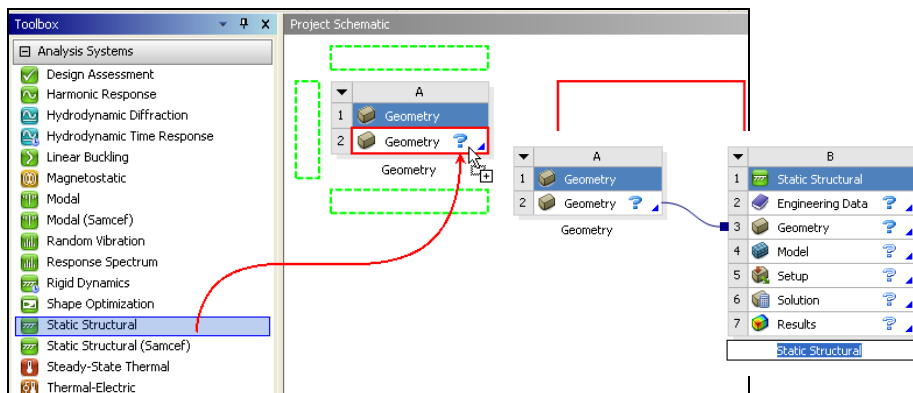 Toolbox
Analysis Systems
Design Assessment
Harmonic Response
Hydrodynamic Diffraction
Hydrodynamic Time Response
Linear Buckling
Magnetostatic
Modal
Modal (Samcef)
Random Vibration
Response Spectrum
Rigid Dynamics
Shape Optimization
Static Structural
Static Structural (Samcef)
Steady-State Thermal
Thermal-Electric
Project Schematic
A
1 Geometry
2 Geometry ?
Geometry
A
1 Geometry
2 Geometry ?
Geometry
B
1 Static Structural
2 Engineering Data ?
3 Geometry ?
4 Model ?
5 Setup ?
6 Solution ?
7 Results ?
Static Structural